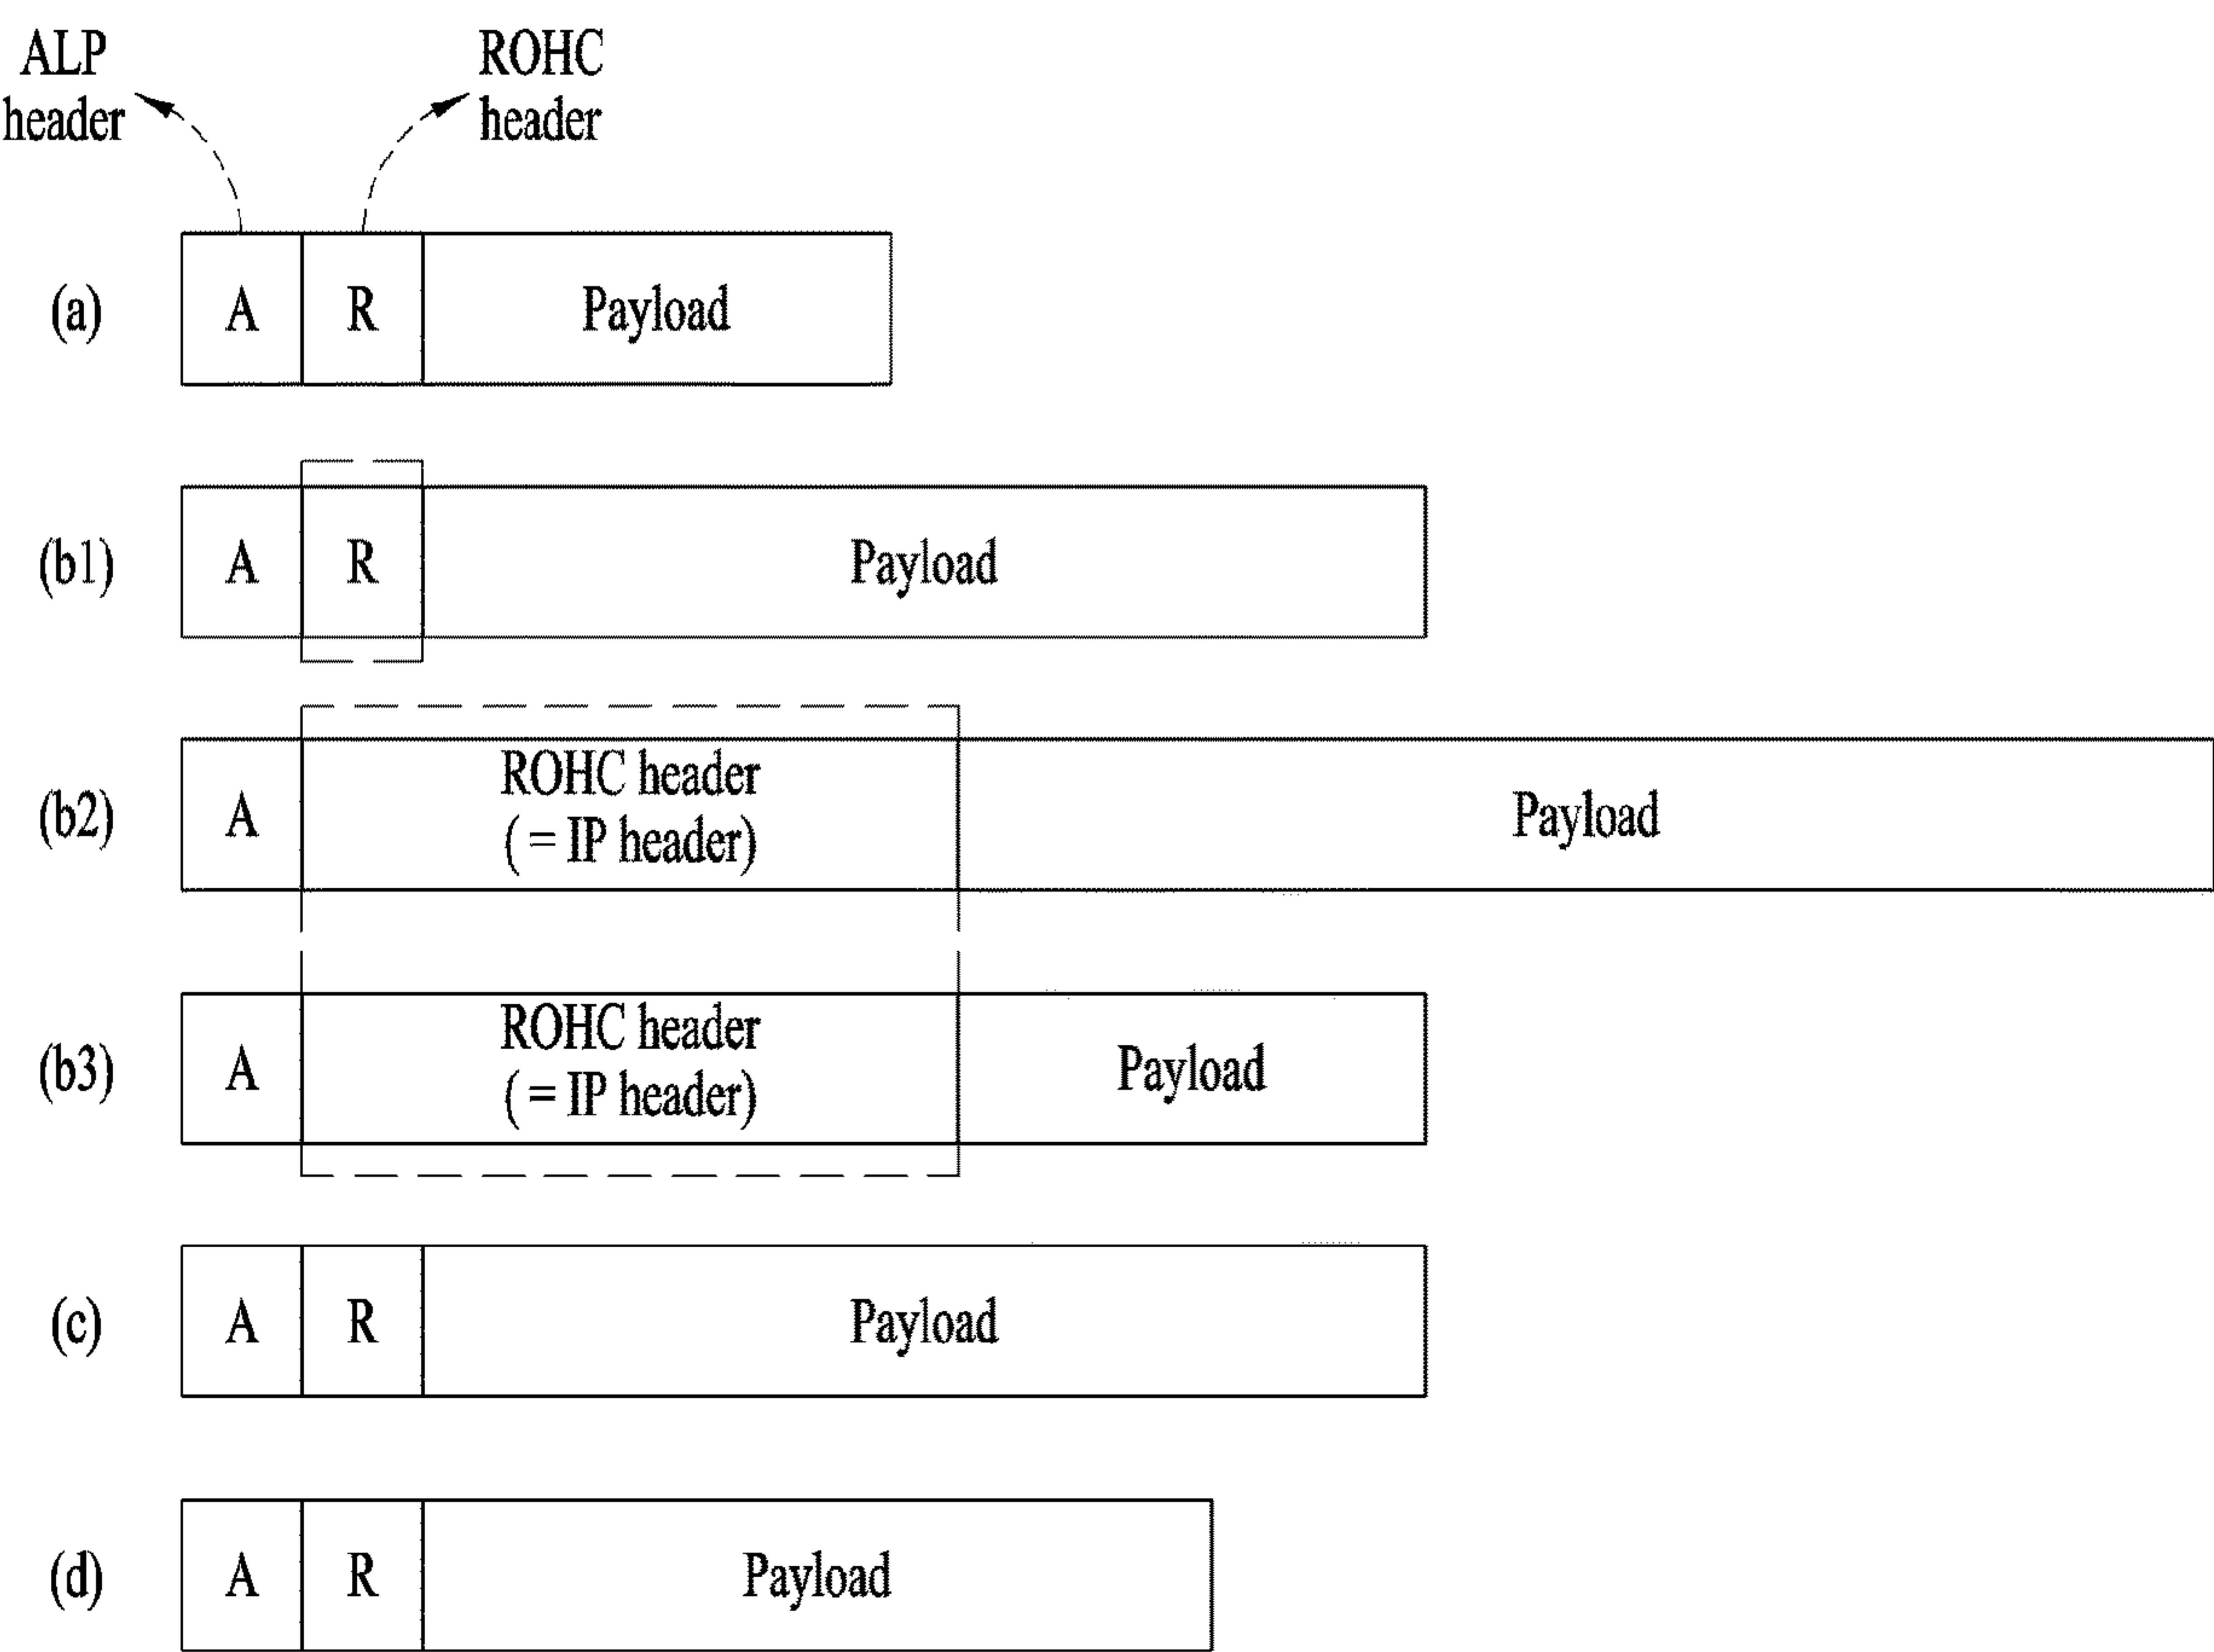 ALP
header
ROHC
header
(a) A R Payload
(b1) A R Payload
(b2) A ROHC header
( = IP header) Payload
(b3) A ROHC header
( = IP header) Payload
(c) A R Payload
(d) A R Payload